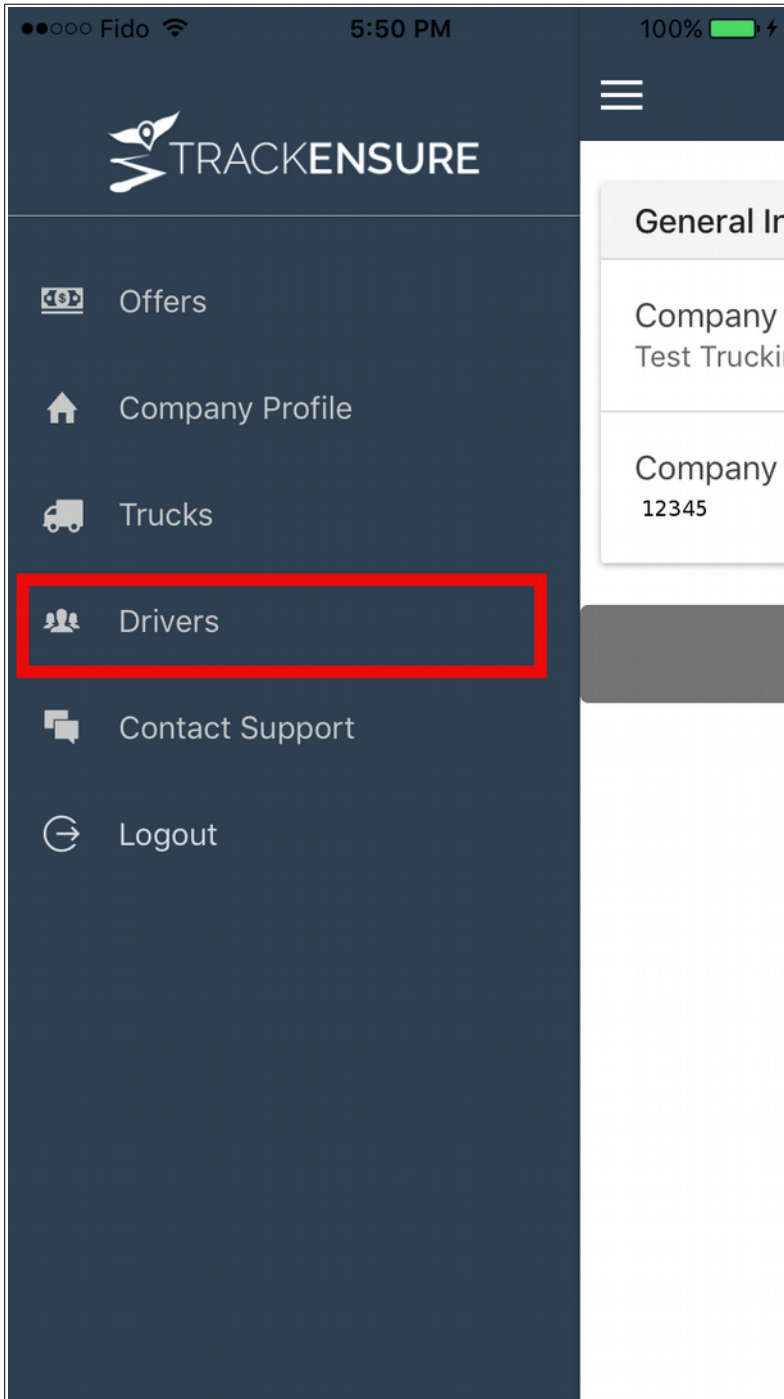 Fido 5:50 PM 100%
TRACKENSURE
General In
Offers
Company
Test Trucki
Company Profile
Company
12345
Trucks
Drivers
Contact Support
Logout